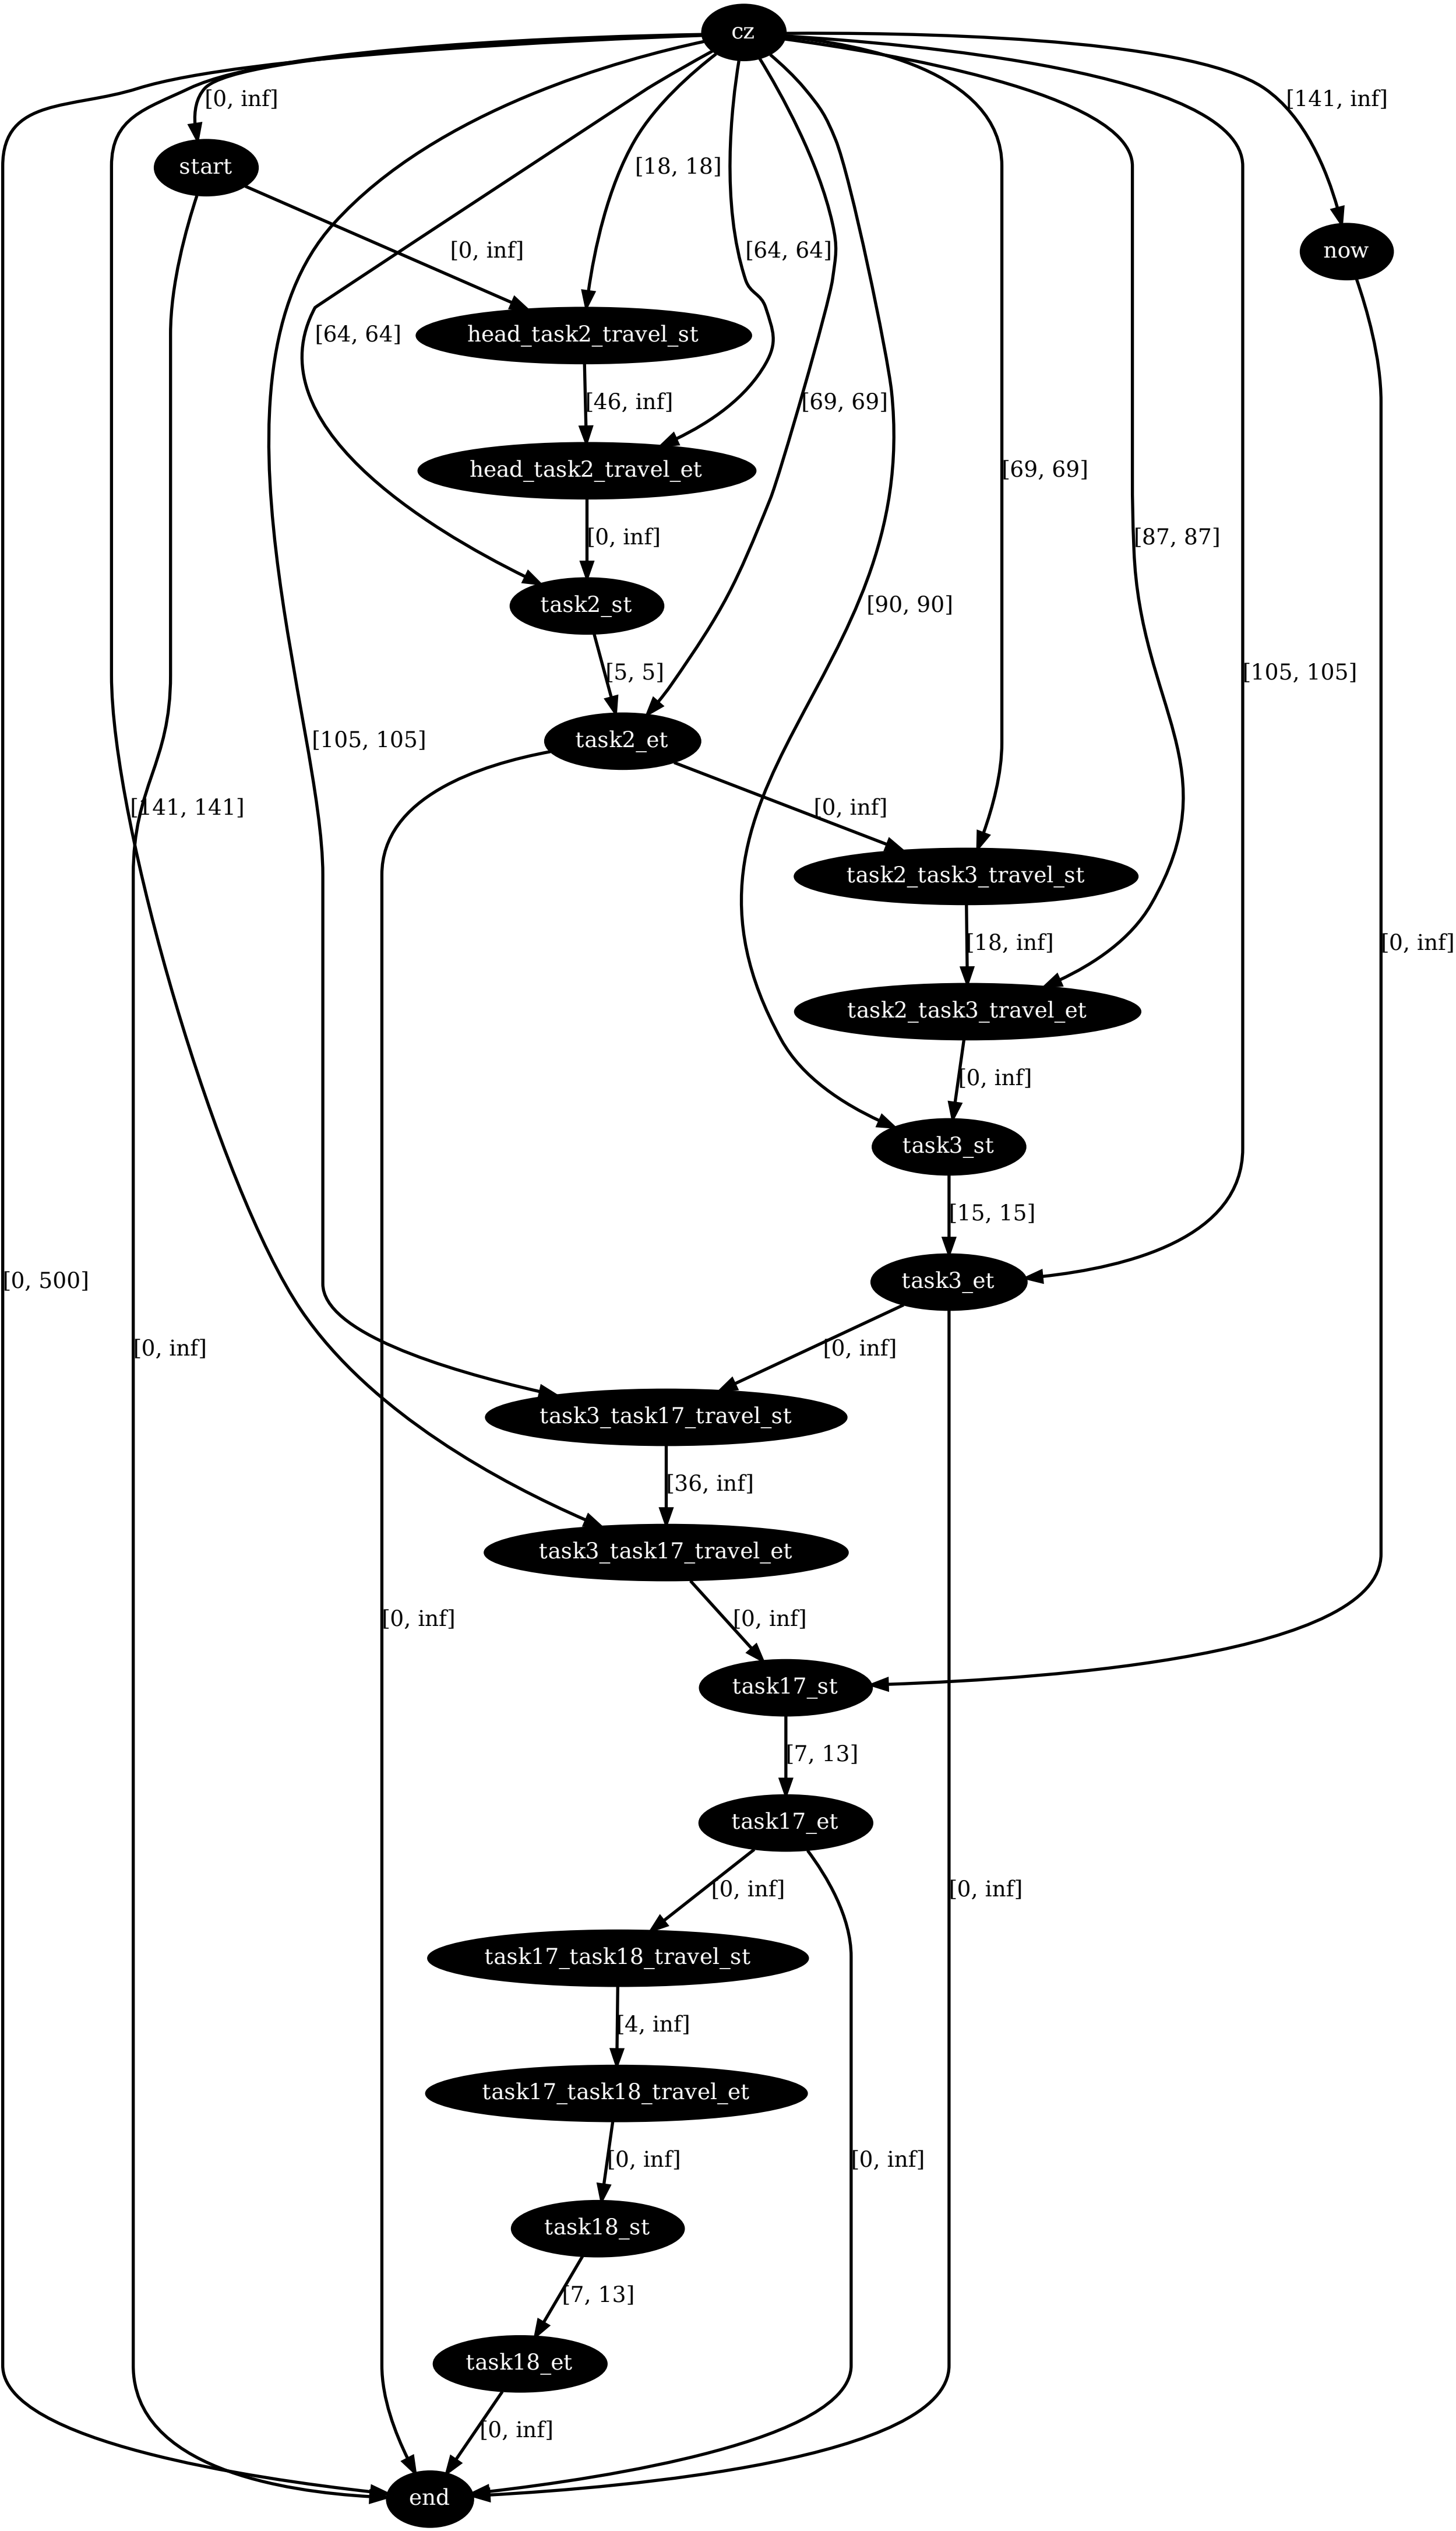 cz
[0, inf]
[141, inf]
start
[18, 18]
now
[0, inf]
[64, 64]
[64, 64]
head_task2_travel_st
[46, inf]
[69, 69]
head_task2_travel_et
[69, 69]
[0, inf]
[87, 87]
task2_st
[90, 90]
[5, 5]
[105, 105]
task2_et
[105, 105]
[141, 141]
[0, inf]
task2_task3_travel_st
[18, inf]
[0, inf]
task2_task3_travel_et
[0, inf]
task3_st
[15, 15]
[0, 500]
task3_et
[0, inf]
[0, inf]
task3_task17_travel_st
[36, inf]
task3_task17_travel_et
[0, inf]
[0, inf]
task17_st
[7, 13]
task17_et
[0, inf]
[0, inf]
task17_task18_travel_st
[4, inf]
task17_task18_travel_et
[0, inf]
[0, inf]
task18_st
[7, 13]
task18_et
[0, inf]
end